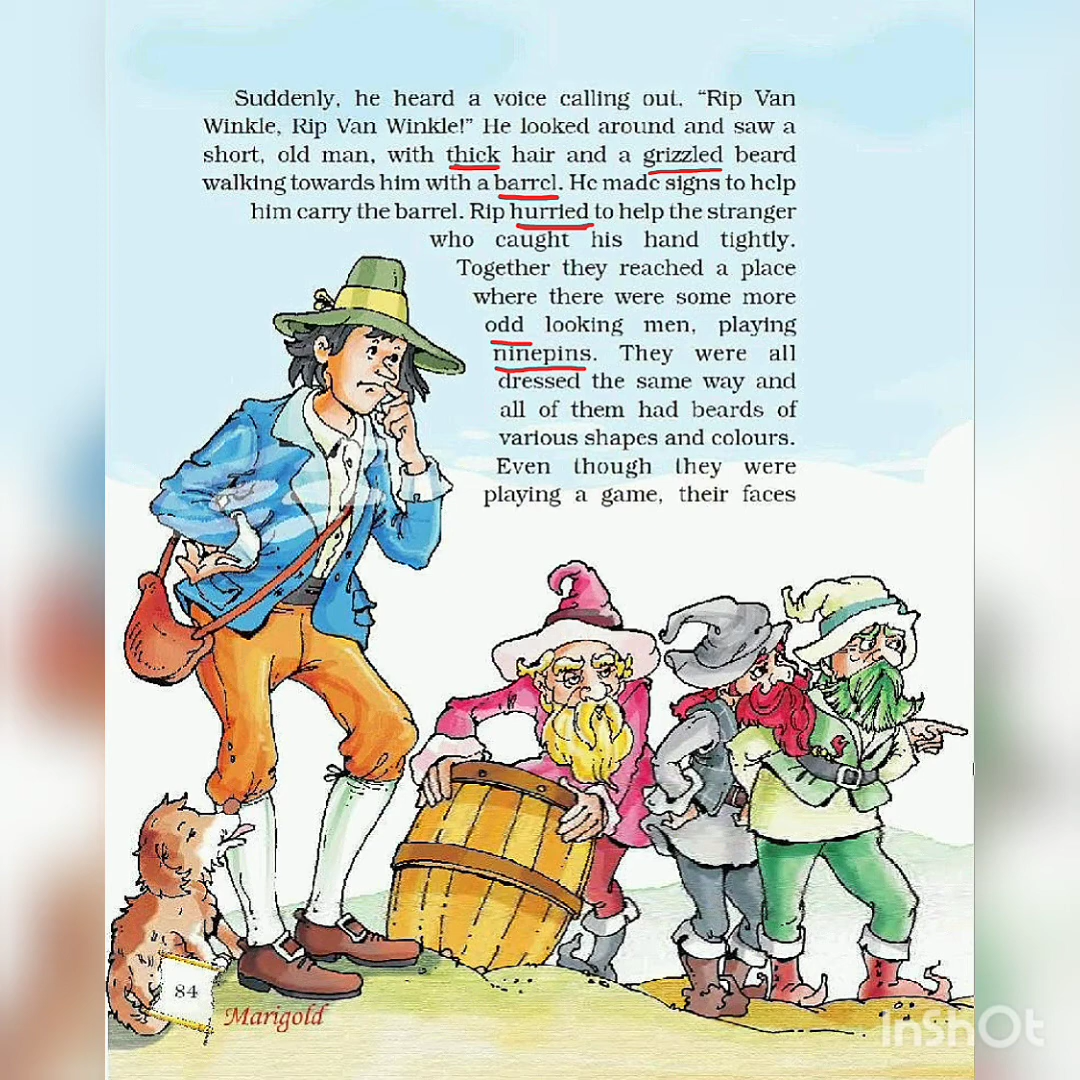 Suddenly, he heard a voice calling out, “Rip Van
Winkle, Rip Van Winkle!” He looked around and saw a
short, old man, with thick hair and a grizzled beard
walking towards him with a barrel. He made signs to help
him carry the barrel. Rip hurried to help the stranger
who caught his hand tightly.
Together they reached a place
where there were some more
odd looking men, playing
ninepins. They were all
dressed the same way and
all of them had beards of
various shapes and colours.
Even though they were
playing a game, their faces
84
Marigold
InShOt